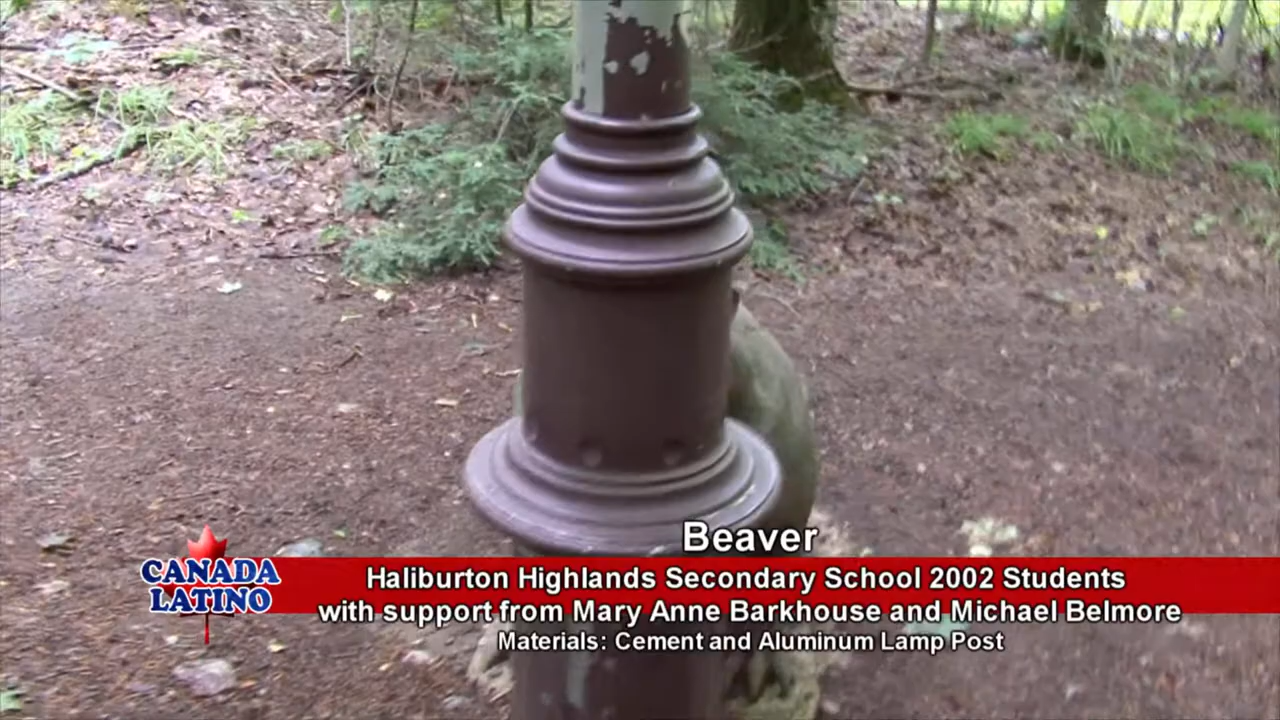 Beaver
CANADA
LATINO
Haliburton Highlands Secondary School 2002 Students
with support from Mary Anne Barkhouse and Michael Belmore
Materials: Cement and Aluminum Lamp Post